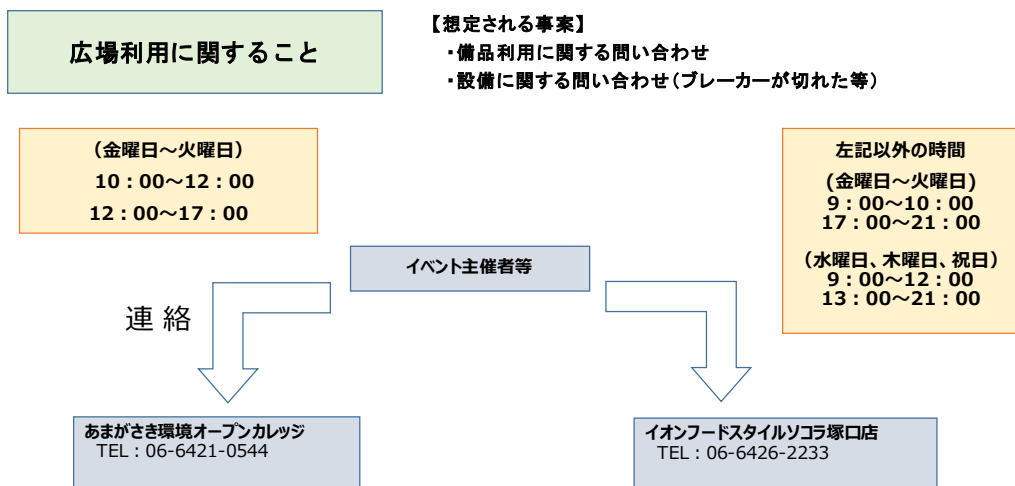 広場利用に関すること
【想定される事案】
・備品利用に関する問い合わせ
・設備に関する問い合わせ（ブレーカーが切れた等）
（金曜日～火曜日）
10：00～12：00
12：00～17：00
左記以外の時間
(金曜日～火曜日)
9：00～10：00
17：00～21：00
（水曜日、木曜日、祝日）
9：00～12：00
13：00～21：00
イベント主催者等
連 絡
あまがさき環境オープンカレッジ
TEL：06-6421-0544
イオンフードスタイルソコラ塚口店
TEL：06-6426-2233